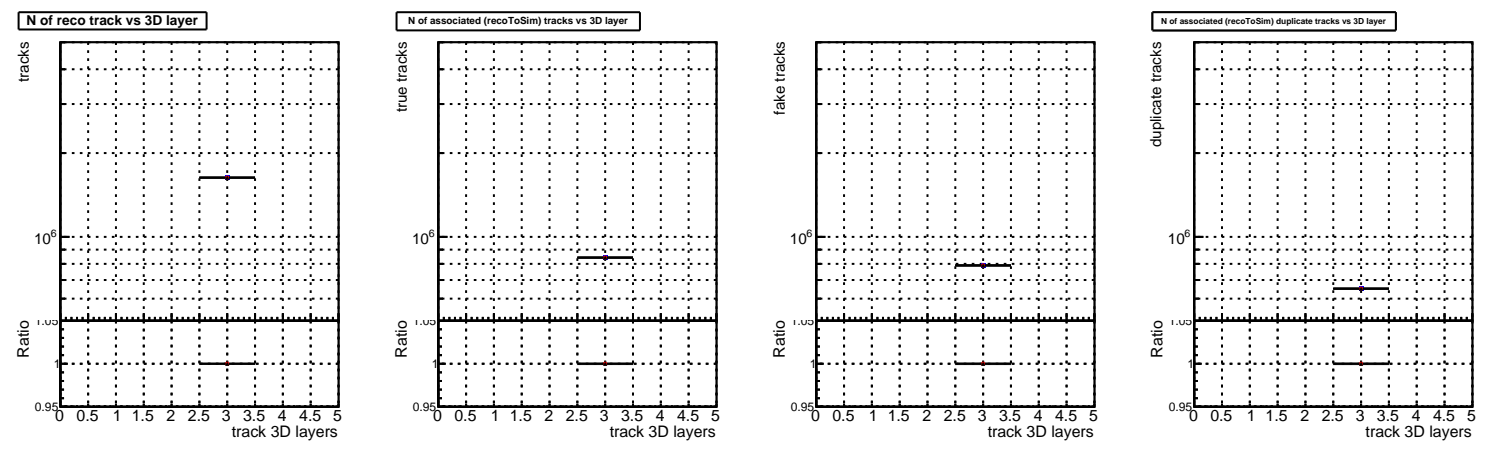 N of reco track vs 3D layer
tracks
10^6
1.05
Ratio
1
0.95
0 0.5 1 1.5 2 2.5 3 3.5 4 4.5 5
track 3D layers
N of associated (recoToSim) tracks vs 3D layer
true tracks
10^6
1.05
Ratio
1
0.95
0 0.5 1 1.5 2 2.5 3 3.5 4 4.5 5
track 3D layers
fake tracks
10^6
1.05
Ratio
1
0.95
0 0.5 1 1.5 2 2.5 3 3.5 4 4.5 5
track 3D layers
N of associated (recoToSim) duplicate tracks vs 3D layer
duplicate tracks
10^6
1.05
Ratio
1
0.95
0 0.5 1 1.5 2 2.5 3 3.5 4 4.5 5
track 3D layers